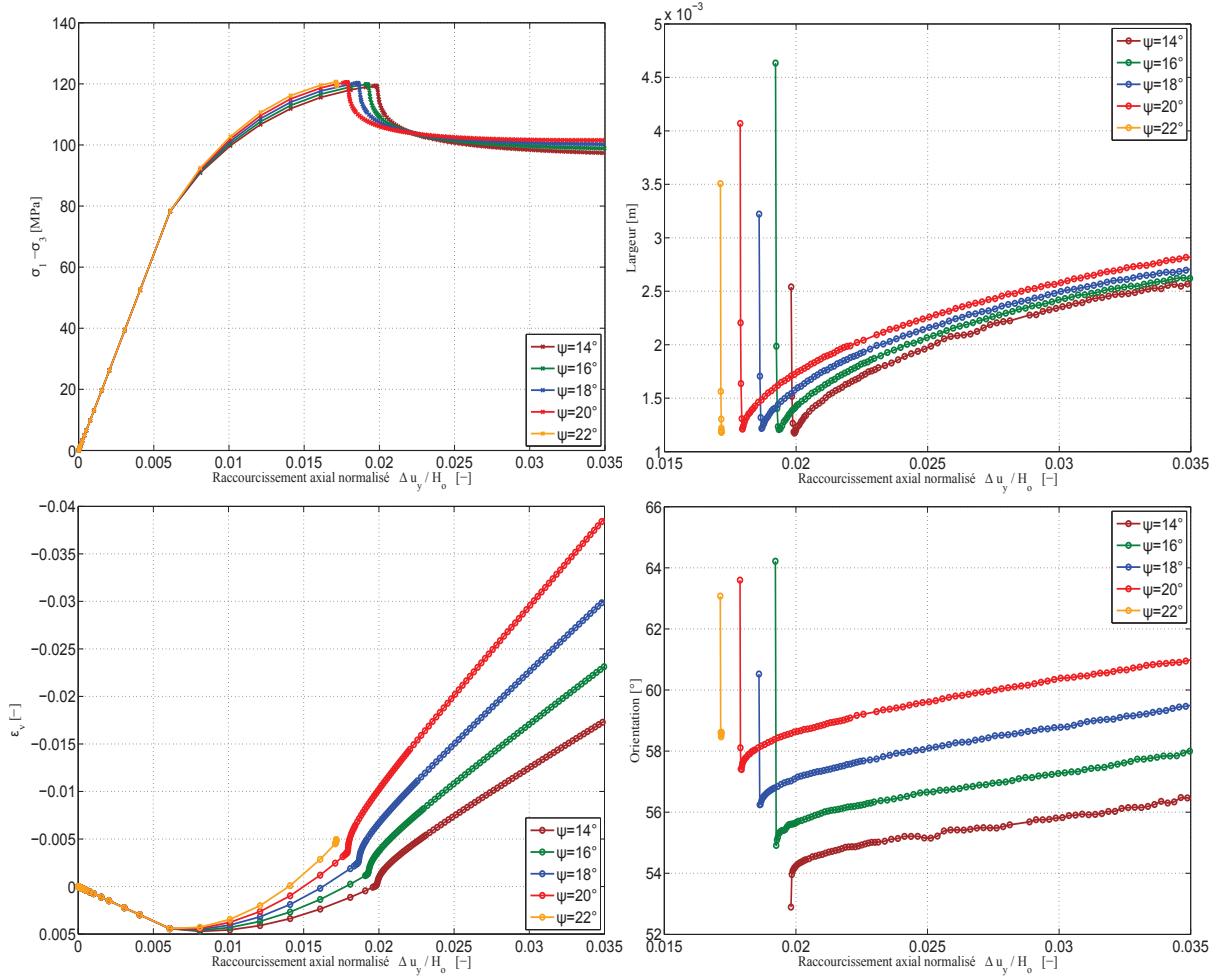 140
120
100
80
60
40
20
0
σ1 −σ3 [MPa]
0 0.005 0.01 0.015 0.02 0.025 0.03 0.035
Raccourcissement axial normalisé Δ uy / Ho [−]
ψ=14°
ψ=16°
ψ=18°
ψ=20°
ψ=22°
x 10−3
5
4.5
4
3.5
3
2.5
2
1.5
1
Largeur [m]
0.015 0.02 0.025 0.03 0.035
Raccourcissement axial normalisé Δ uy / Ho [−]
ψ=14°
ψ=16°
ψ=18°
ψ=20°
ψ=22°
−0.04
−0.035
−0.03
−0.025
−0.02
−0.015
−0.01
−0.005
0
0.005
εv [−]
0 0.005 0.01 0.015 0.02 0.025 0.03 0.035
Raccourcissement axial normalisé Δ uy / Ho [−]
ψ=14°
ψ=16°
ψ=18°
ψ=20°
ψ=22°
66
64
62
60
58
56
54
52
Orientation [°]
0.015 0.02 0.025 0.03 0.035
Raccourcissement axial normalisé Δ uy / Ho [−]
ψ=14°
ψ=16°
ψ=18°
ψ=20°
ψ=22°